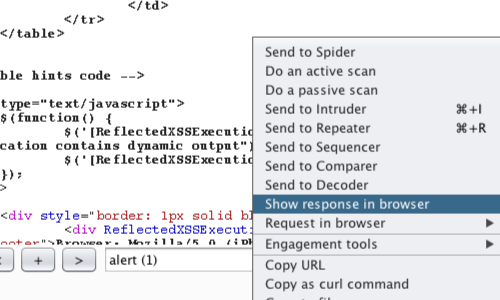 </td>
</tr>
</table>
ble hints code -->
type="text/javascript">
$(function() {
$('[ReflectedXSSExecutio
cation contains dynamic output")
$('[ReflectedXSSExecutio
});
>
<div style="border: 1px solid bl
<div ReflectedXSSExecuti
ooter">Browser: Mozilla/5.0 (iPh
+
>
alert (1)
Send to Spider
Do an active scan
Do a passive scan
Send to Intruder ⌘+I
Send to Repeater ⌘+R
Send to Sequencer
Send to Comparer
Send to Decoder
Show response in browser
Request in browser
Engagement tools
Copy URL
Copy as curl command